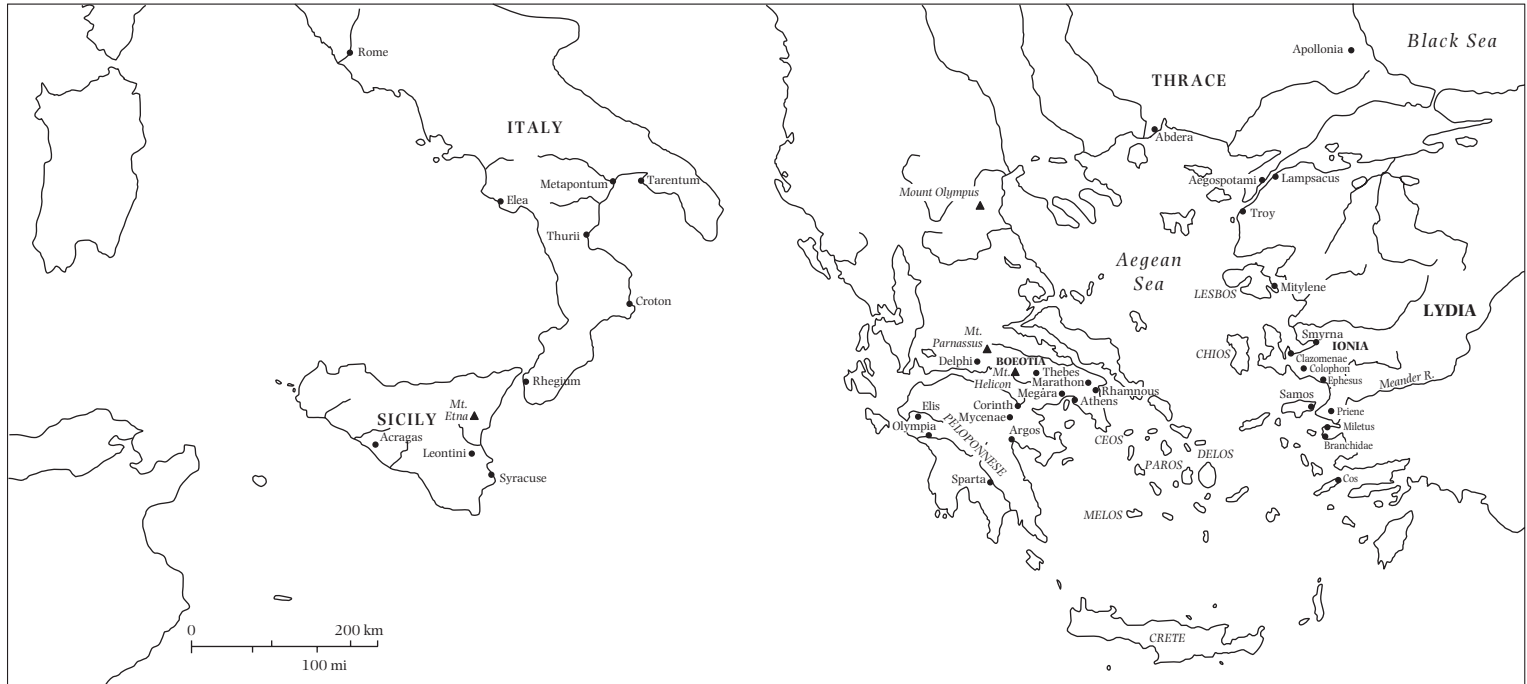 Rome
ITALY
Metapontum
Tarentum
Elea
Thurii
Croton
Rhegium
Mt.
Etna
SICILY
Acragas
Leontini
Syracuse
0
200 km
100 mi
Black Sea
Apollonia
THRACE
Abdera
Mount Olympus
Aegospotami
Lampsacus
Troy
Aegean
Sea
LESBOS
Mitylene
LYDIA
Smyrna
IONIA
CHIOS
Clazomenae
Colophon
Ephesus
Meander R.
Samos
Priene
Miletus
Branchidae
Cos
Mt.
Parnassus
Delphi
BOEOTIA
Mt.
Helicon
Thebes
Marathon
Rhamnous
Megara
Athens
Corinth
Elis
Mycenae
Olympia
Argos
PELOPONNESE
Sparta
CEOS
DELOS
PAROS
MELOS
CRETE